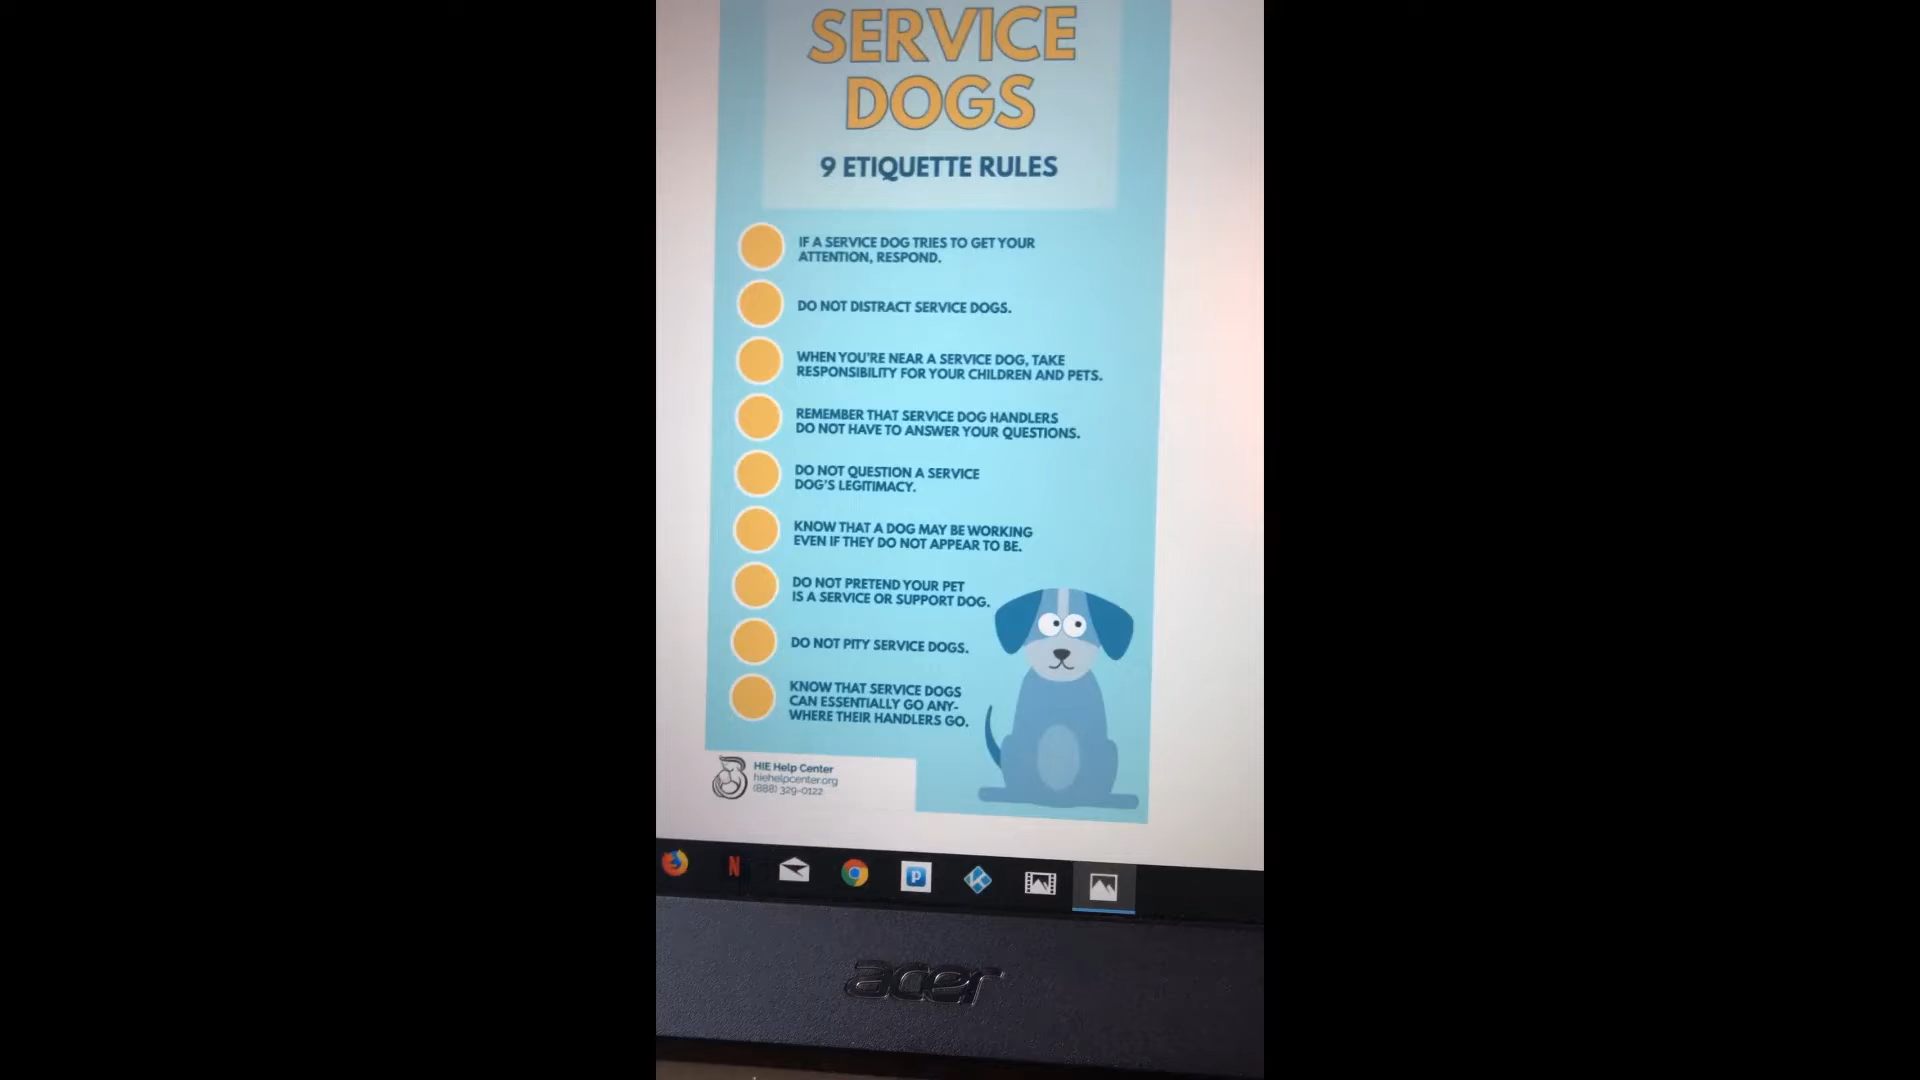 SERVICE
DOGS
9 ETIQUETTE RULES
IF A SERVICE DOG TRIES TO GET YOUR
ATTENTION, RESPOND.
DO NOT DISTRACT SERVICE DOGS.
WHEN YOU'RE NEAR A SERVICE DOG, TAKE
RESPONSIBILITY FOR YOUR CHILDREN AND PETS.
REMEMBER THAT SERVICE DOG HANDLERS
DO NOT HAVE TO ANSWER YOUR QUESTIONS.
DO NOT QUESTION A SERVICE
DOG'S LEGITIMACY.
KNOW THAT A DOG MAY BE WORKING
EVEN IF THEY DO NOT APPEAR TO BE.
DO NOT PRETEND YOUR PET
IS A SERVICE OR SUPPORT DOG.
DO NOT PITY SERVICE DOGS.
KNOW THAT SERVICE DOGS
CAN ESSENTIALLY GO ANY-
WHERE THEIR HANDLERS GO.
HIE Help Center
hiehelpcenter.org
(888) 329-0122
N
P
acer